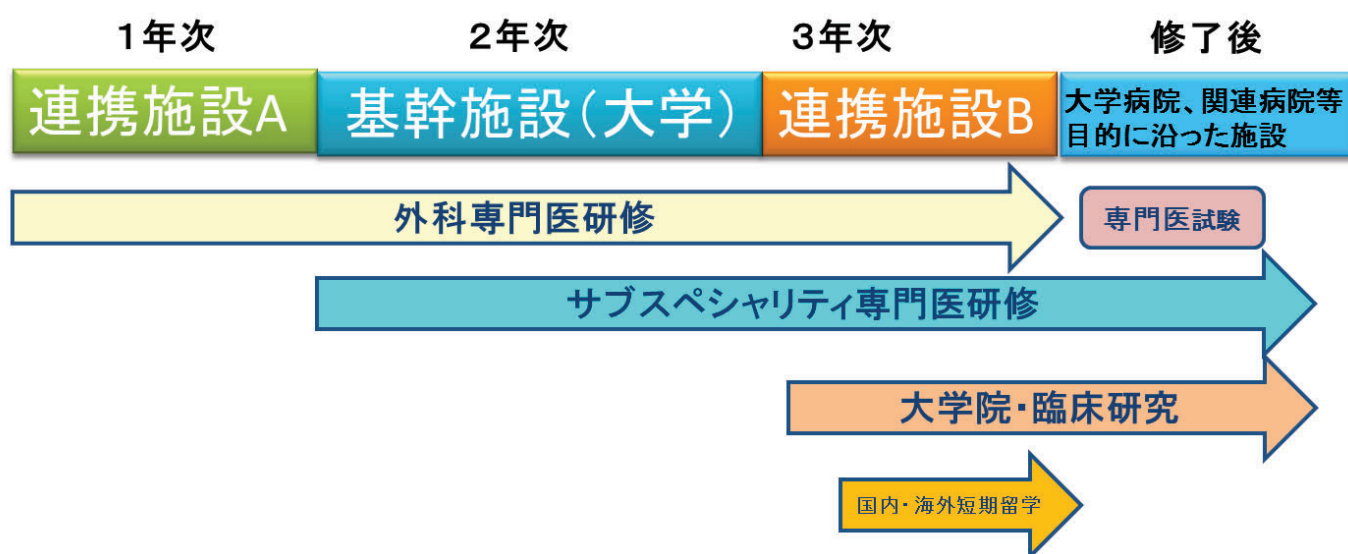 １年次
２年次
３年次
修了後
連携施設A
基幹施設（大学）
連携施設B
大学病院、関連病院等
目的に沿った施設
外科専門医研修
専門医試験
サブスペシャリティ専門医研修
大学院・臨床研究
国内・海外短期留学